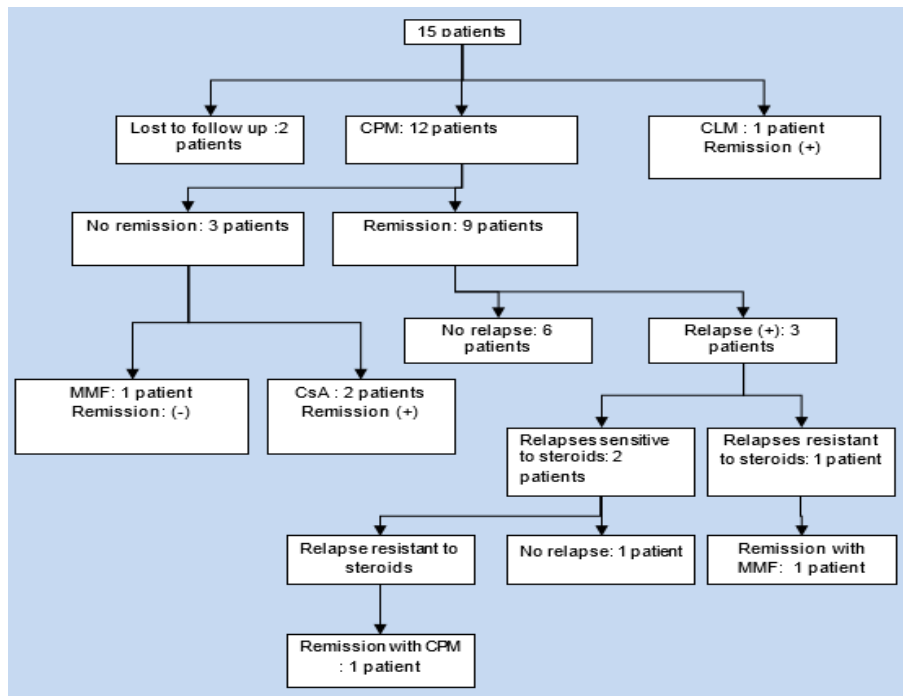 15 patients
Lost to follow up :2
patients
CPM: 12 patients
CLM : 1 patient
Remission (+)
No remission: 3 patients
Remission: 9 patients
No relapse: 6
patients
Relapse (+): 3
patients
MMF: 1 patient
Remission: (-)
CsA : 2 patients
Remission (+)
Relapses sensitive
to steroids: 2
patients
Relapses resistant
to steroids: 1 patient
Relapse resistant to
steroids
No relapse: 1 patient
Remission with
MMF: 1 patient
Remission with CPM
: 1 patient